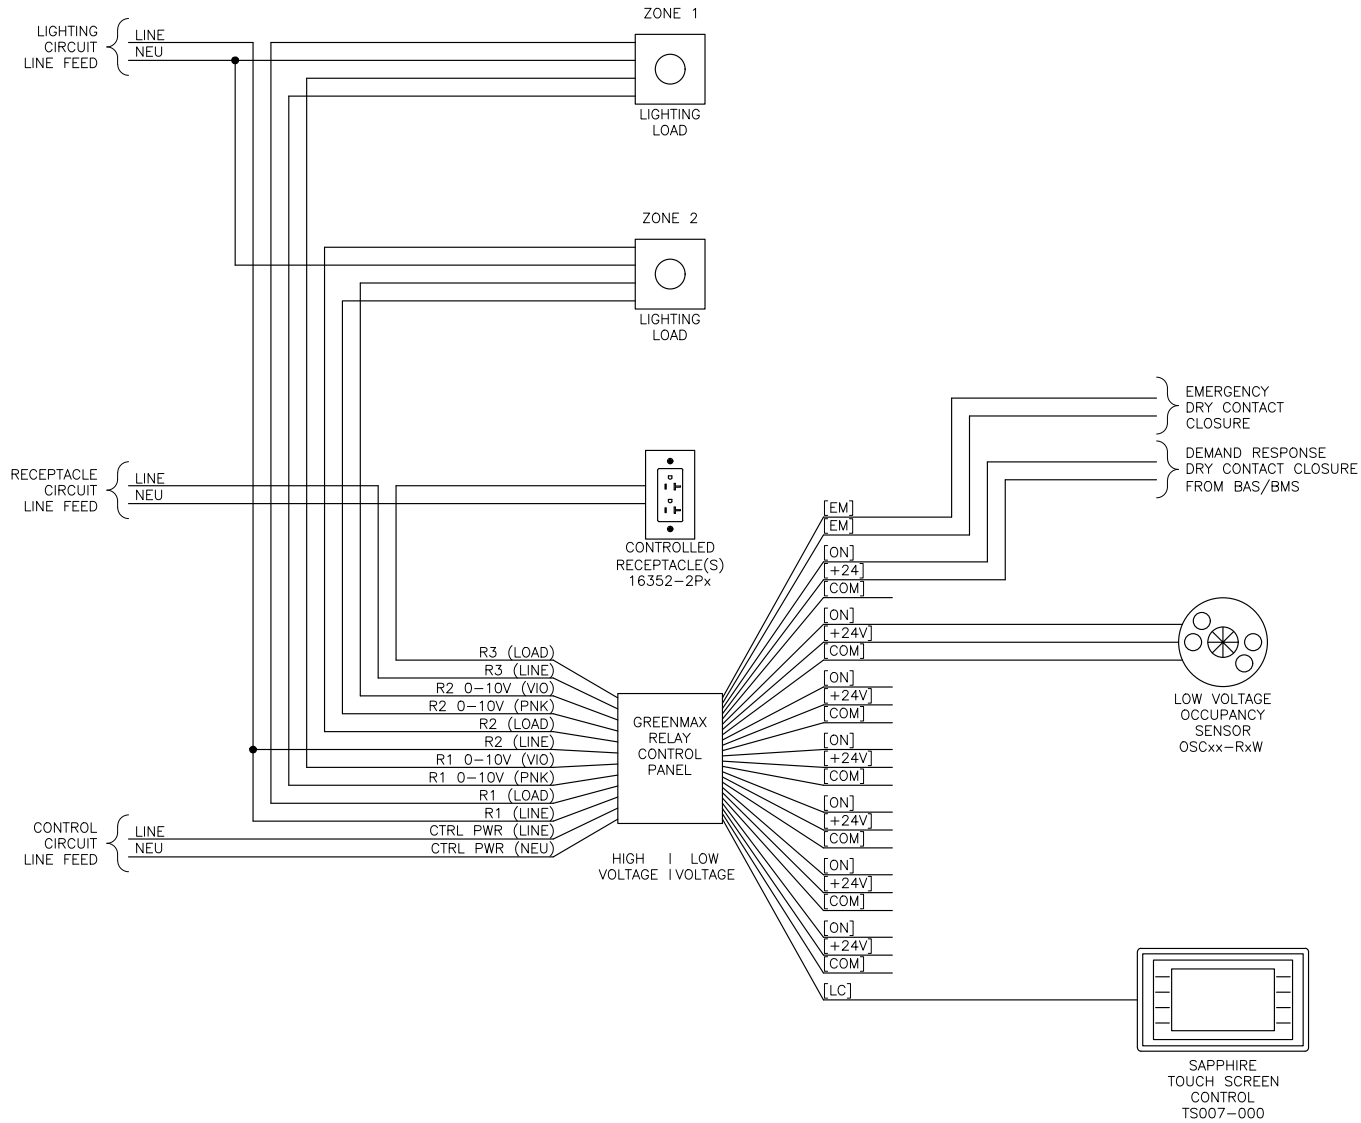 ZONE 1
LIGHTING
CIRCUIT
LINE FEED
LINE
NEU
LIGHTING
LOAD
ZONE 2
LIGHTING
LOAD
EMERGENCY
DRY CONTACT
CLOSURE
DEMAND RESPONSE
DRY CONTACT CLOSURE
FROM BAS/BMS
RECEPTACLE
CIRCUIT
LINE FEED
LINE
NEU
CONTROLLED
RECEPTACLE(S)
16352-2Px
[EM]
[EM]
[ON]
[+24]
[COM]
[ON]
[+24V]
[COM]
[ON]
[+24V]
[COM]
[ON]
[+24V]
[COM]
[ON]
[+24V]
[COM]
[ON]
[+24V]
[COM]
[ON]
[+24V]
[COM]
[LC]
LOW VOLTAGE
OCCUPANCY
SENSOR
OSCxx-RxW
R3 (LOAD)
R3 (LINE)
R2 0-10V (VIO)
R2 0-10V (PNK)
R2 (LOAD)
R2 (LINE)
R1 0-10V (VIO)
R1 0-10V (PNK)
R1 (LOAD)
R1 (LINE)
CTRL PWR (LINE)
CTRL PWR (NEU)
GREENMAX
RELAY
CONTROL
PANEL
CONTROL
CIRCUIT
LINE FEED
LINE
NEU
HIGH | LOW
VOLTAGE | VOLTAGE
SAPPHIRE
TOUCH SCREEN
CONTROL
TS007-000